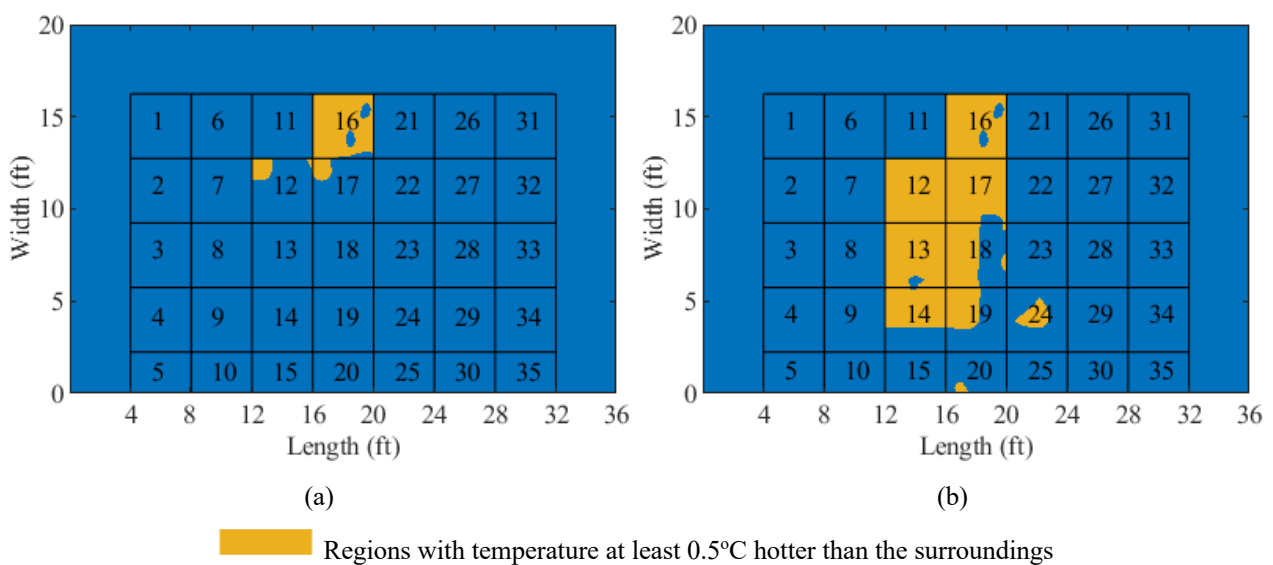 20
15
10
5
0
Width (ft)
1 6 11 16 21 26 31
2 7 12 17 22 27 32
3 8 13 18 23 28 33
4 9 14 19 24 29 34
5 10 15 20 25 30 35
4 8 12 16 20 24 28 32 36
Length (ft)
(a)
20
15
10
5
0
Width (ft)
1 6 11 16 21 26 31
2 7 12 17 22 27 32
3 8 13 18 23 28 33
4 9 14 19 24 29 34
5 10 15 20 25 30 35
4 8 12 16 20 24 28 32 36
Length (ft)
(b)
Regions with temperature at least 0.5°C hotter than the surroundings